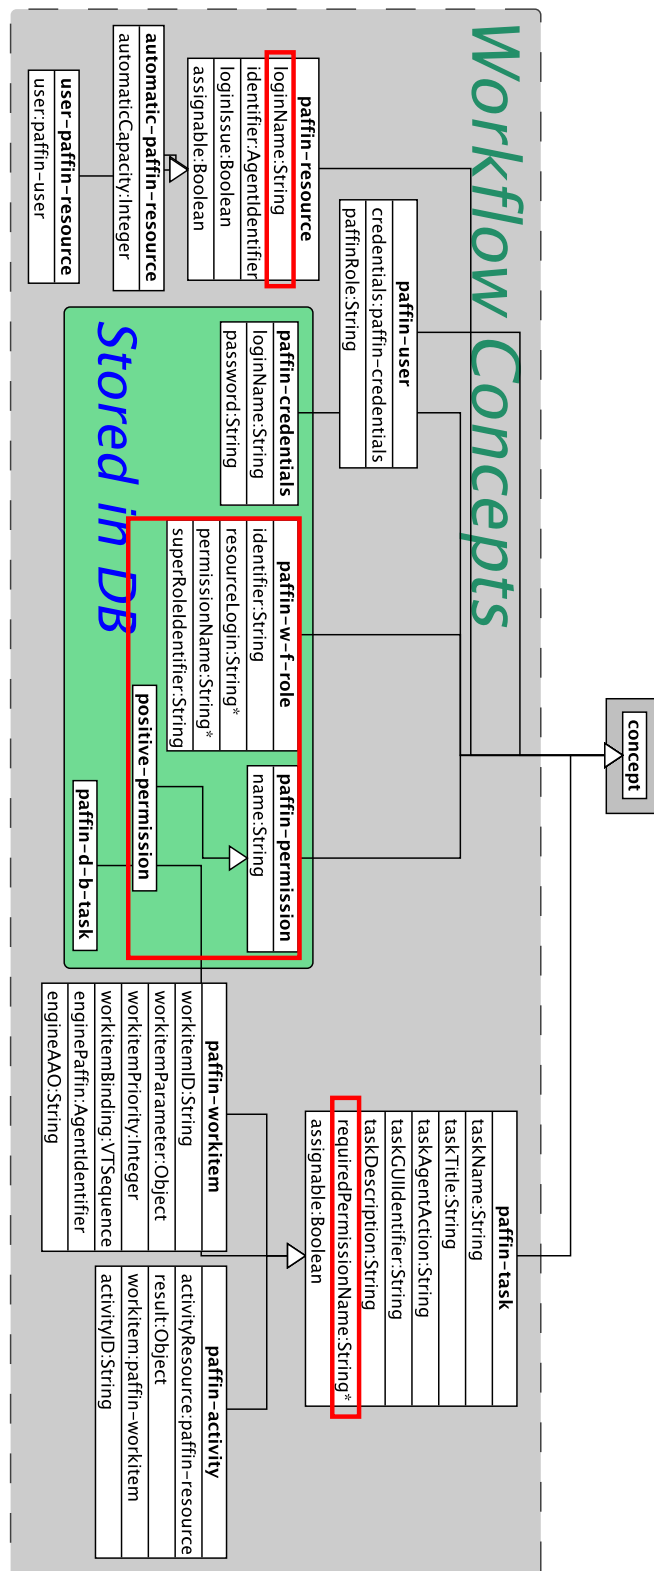 concept
Workflow Concepts
paffin-resource
loginName:String
identifier:AgentIdentifier
loginIssue:Boolean
assignable:Boolean
paffin-user
credentials:paffin-credentials
paffinRole:String
automatic-paffin-resource
automaticCapacity:Integer
user-paffin-resource
user:paffin-user
paffin-credentials
loginName:String
password:String
Stored in DB
paffin-w-f-role
identifier:String
resourceLogin:String*
permissionName:String*
superRoleIdentifier:String
paffin-permission
name:String
positive-permission
paffin-d-b-task
paffin-task
taskName:String
taskTitle:String
taskAgentAction:String
taskGUIIdentifier:String
taskDescription:String
requiredPermissionName:String*
assignable:Boolean
paffin-workitem
workitemID:String
workitemParameter:Object
workitemPriority:Integer
workitemBinding:VTSequence
enginePaffin:AgentIdentifier
engineAAO:String
paffin-activity
activityResource:paffin-resource
result:Object
workitem:paffin-workitem
activityID:String